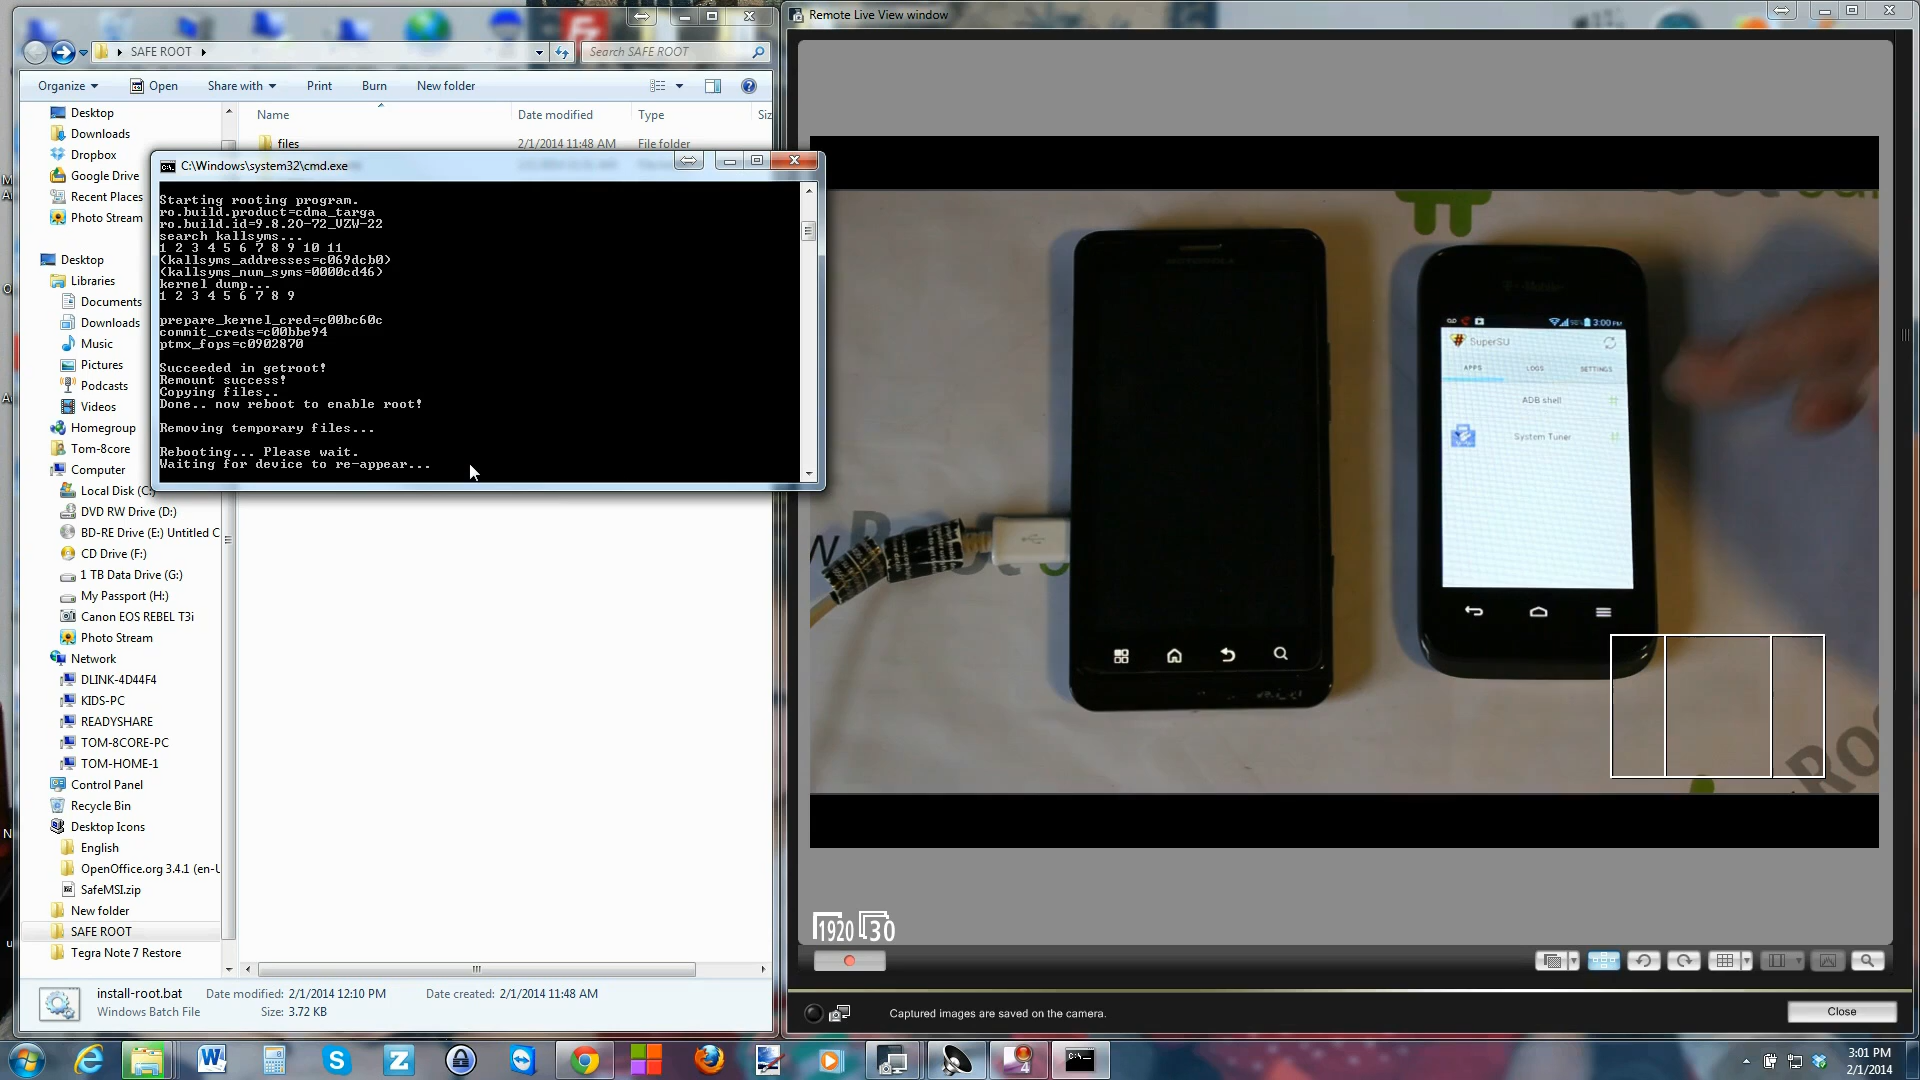 SAFE ROOT
Search SAFE ROOT
Organize
Open
Share with
Print
Burn
New folder
Name
Date modified
Type
Siz
files
2/1/2014 11:48 AM
File folder
Desktop
Downloads
Dropbox
Google Drive
Recent Places
Photo Stream
Desktop
Libraries
Documents
Downloads
Music
Pictures
Podcasts
Videos
Homegroup
Tom-8core
Computer
Local Disk (C:
DVD RW Drive (D:)
BD-RE Drive (E:) Untitled C
CD Drive (F:)
1 TB Data Drive (G:)
My Passport (H:)
Canon EOS REBEL T3i
Photo Stream
Network
DLINK-4D44F4
KIDS-PC
READYSHARE
TOM-8CORE-PC
TOM-HOME-1
Control Panel
Recycle Bin
Desktop Icons
English
OpenOffice.org 3.4.1 (en-U
SafeMSI.zip
New folder
SAFE ROOT
Tegra Note 7 Restore
C:\Windows\system32\cmd.exe
Starting rooting program.
ro.build.product=cdma_targa
ro.build.id=9.8.2O-72_VZW-22
search kallsyms...
1 2 3 4 5 6 7 8 9 10 11
(kallsyms_addresses=c069dcb0)
(kallsyms_num_syms=0000cd46)
kernel dump...
1 2 3 4 5 6 7 8 9
prepare_kernel_cred=c00bc60c
commit_creds=c00bbe94
ptmx_fops=c0902870
Succeeded in getroot!
Remount success!
Copying files..
Done.. now reboot to enable root!
Removing temporary files...
Rebooting... Please wait.
Waiting for device to re-appear...
install-root.bat
Date modified: 2/1/2014 12:10 PM
Date created: 2/1/2014 11:48 AM
Windows Batch File
Size: 3.72 KB
Remote Live View window
MOTOROLA
T-Mobile
3:00 PM
SuperSU
APPS
LOGS
SETTINGS
ADB shell
System Tuner
1920
30
Captured images are saved on the camera.
Close
3:01 PM
2/1/2014